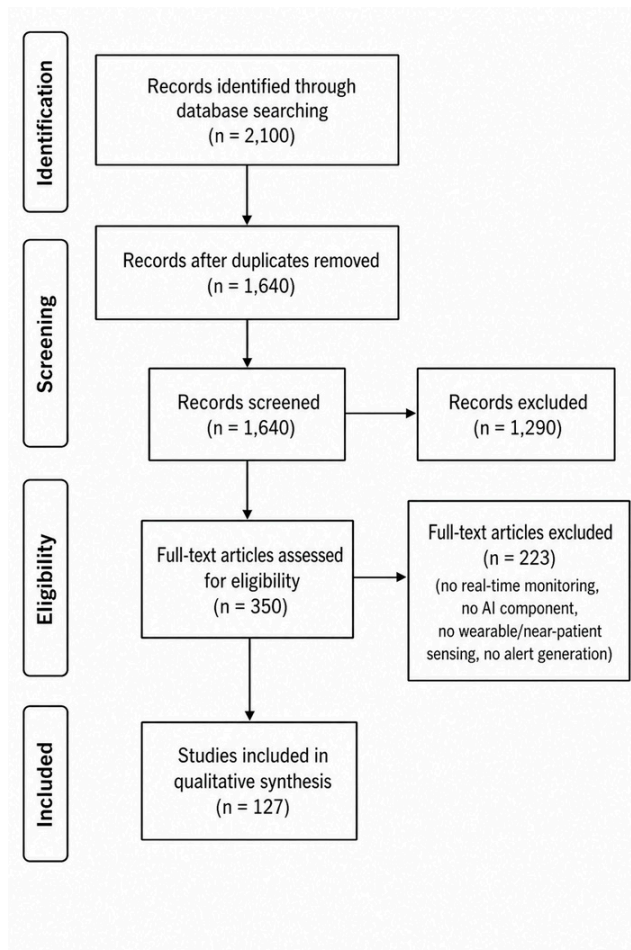 Identification
Records identified through
database searching
(n = 2,100)
Screening
Records after duplicates removed
(n = 1,640)
Records screened
(n = 1,640)
Records excluded
(n = 1,290)
Eligibility
Full-text articles assessed
for eligibility
(n = 350)
Full-text articles excluded
(n = 223)
(no real-time monitoring,
no AI component,
no wearable/near-patient
sensing, no alert generation)
Included
Studies included in
qualitative synthesis
(n = 127)